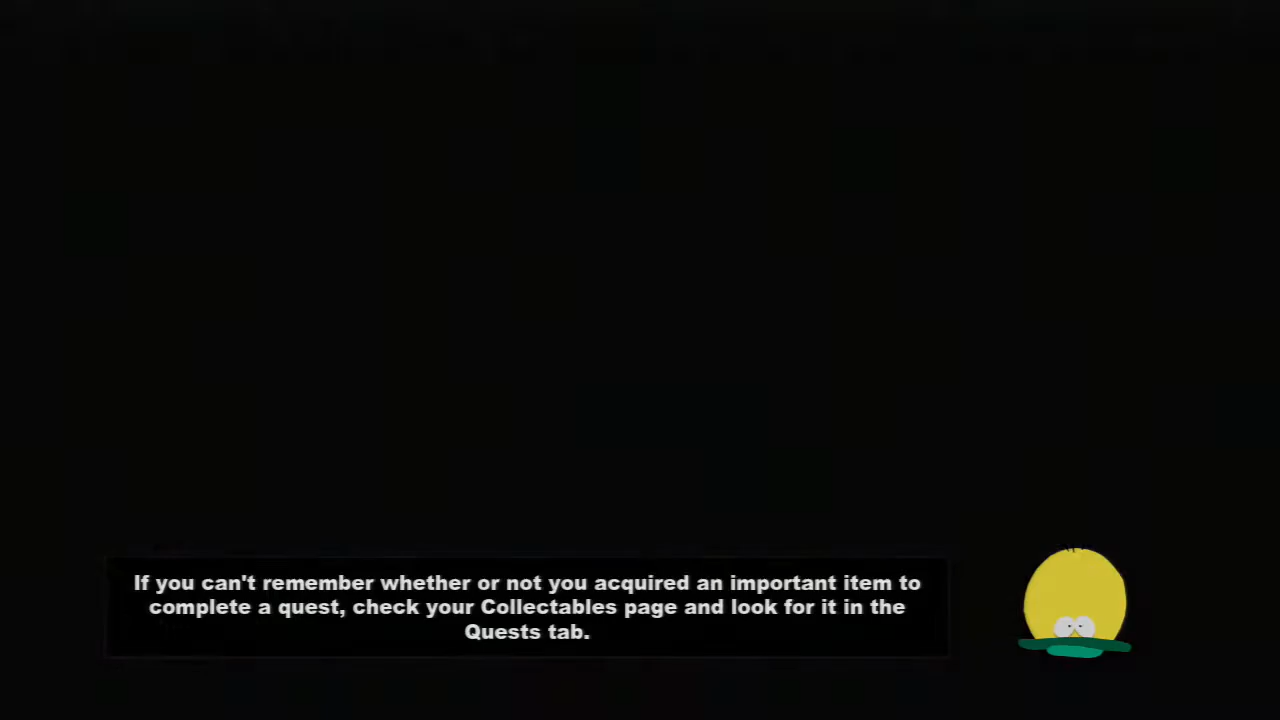 If you can't remember whether or not you acquired an important item to
complete a quest, check your Collectables page and look for it in the
Quests tab.